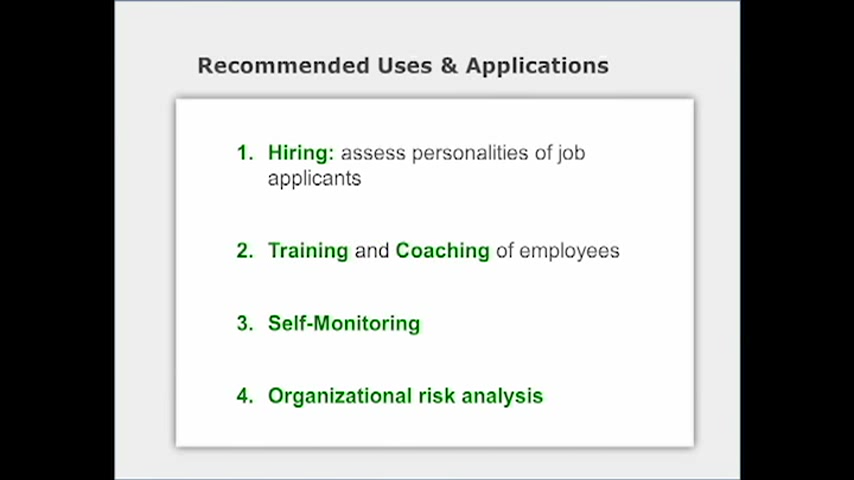 Recommended Uses & Applications
1. Hiring: assess personalities of job
applicants
2. Training and Coaching of employees
3. Self-Monitoring
4. Organizational risk analysis